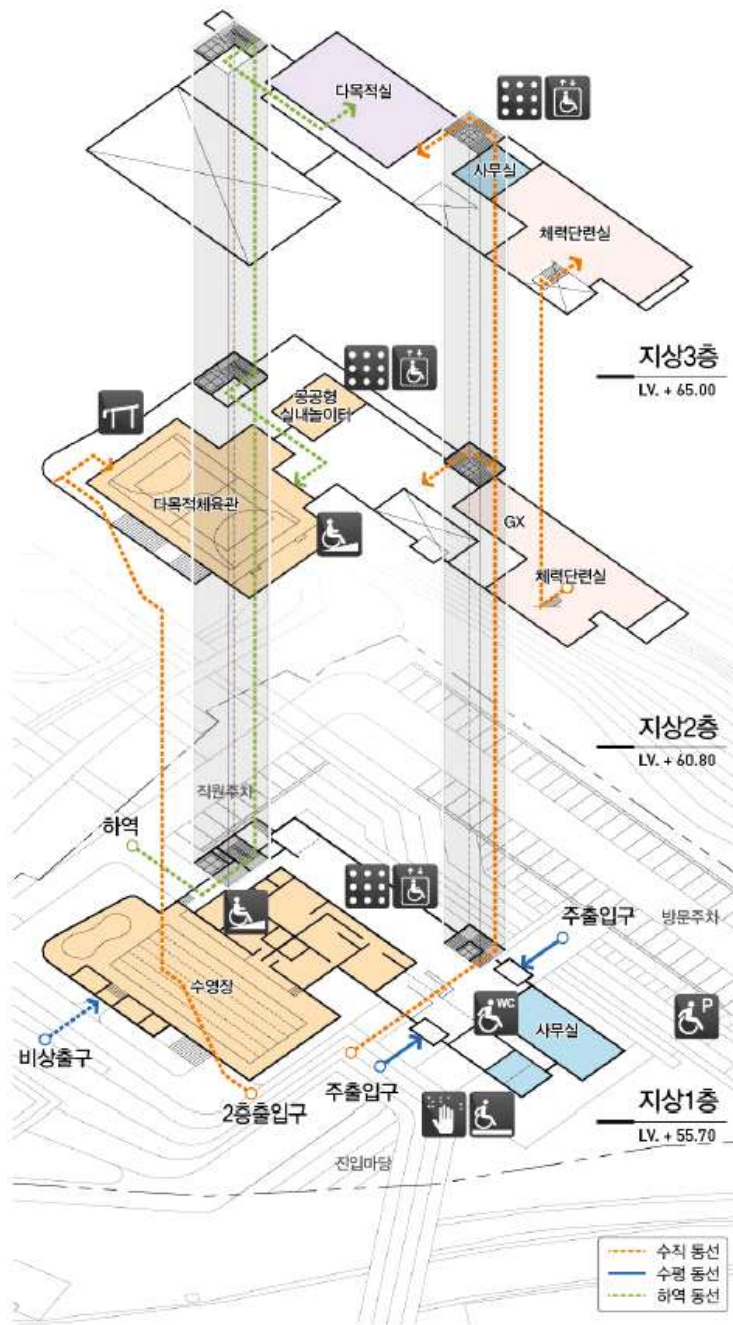 다목적실
사무실
체력단련실
지상3층
LV. + 65.00
공공형
실내놀이터
다목적체육관
GX
체력단련실
지상2층
LV. + 60.80
직원주차
하역
주출입구
방문주차
수영장
WC
사무실
P
비상출구
2층출입구
주출입구
지상1층
LV. + 55.70
진입마당
수직 동선
수평 동선
하역 동선